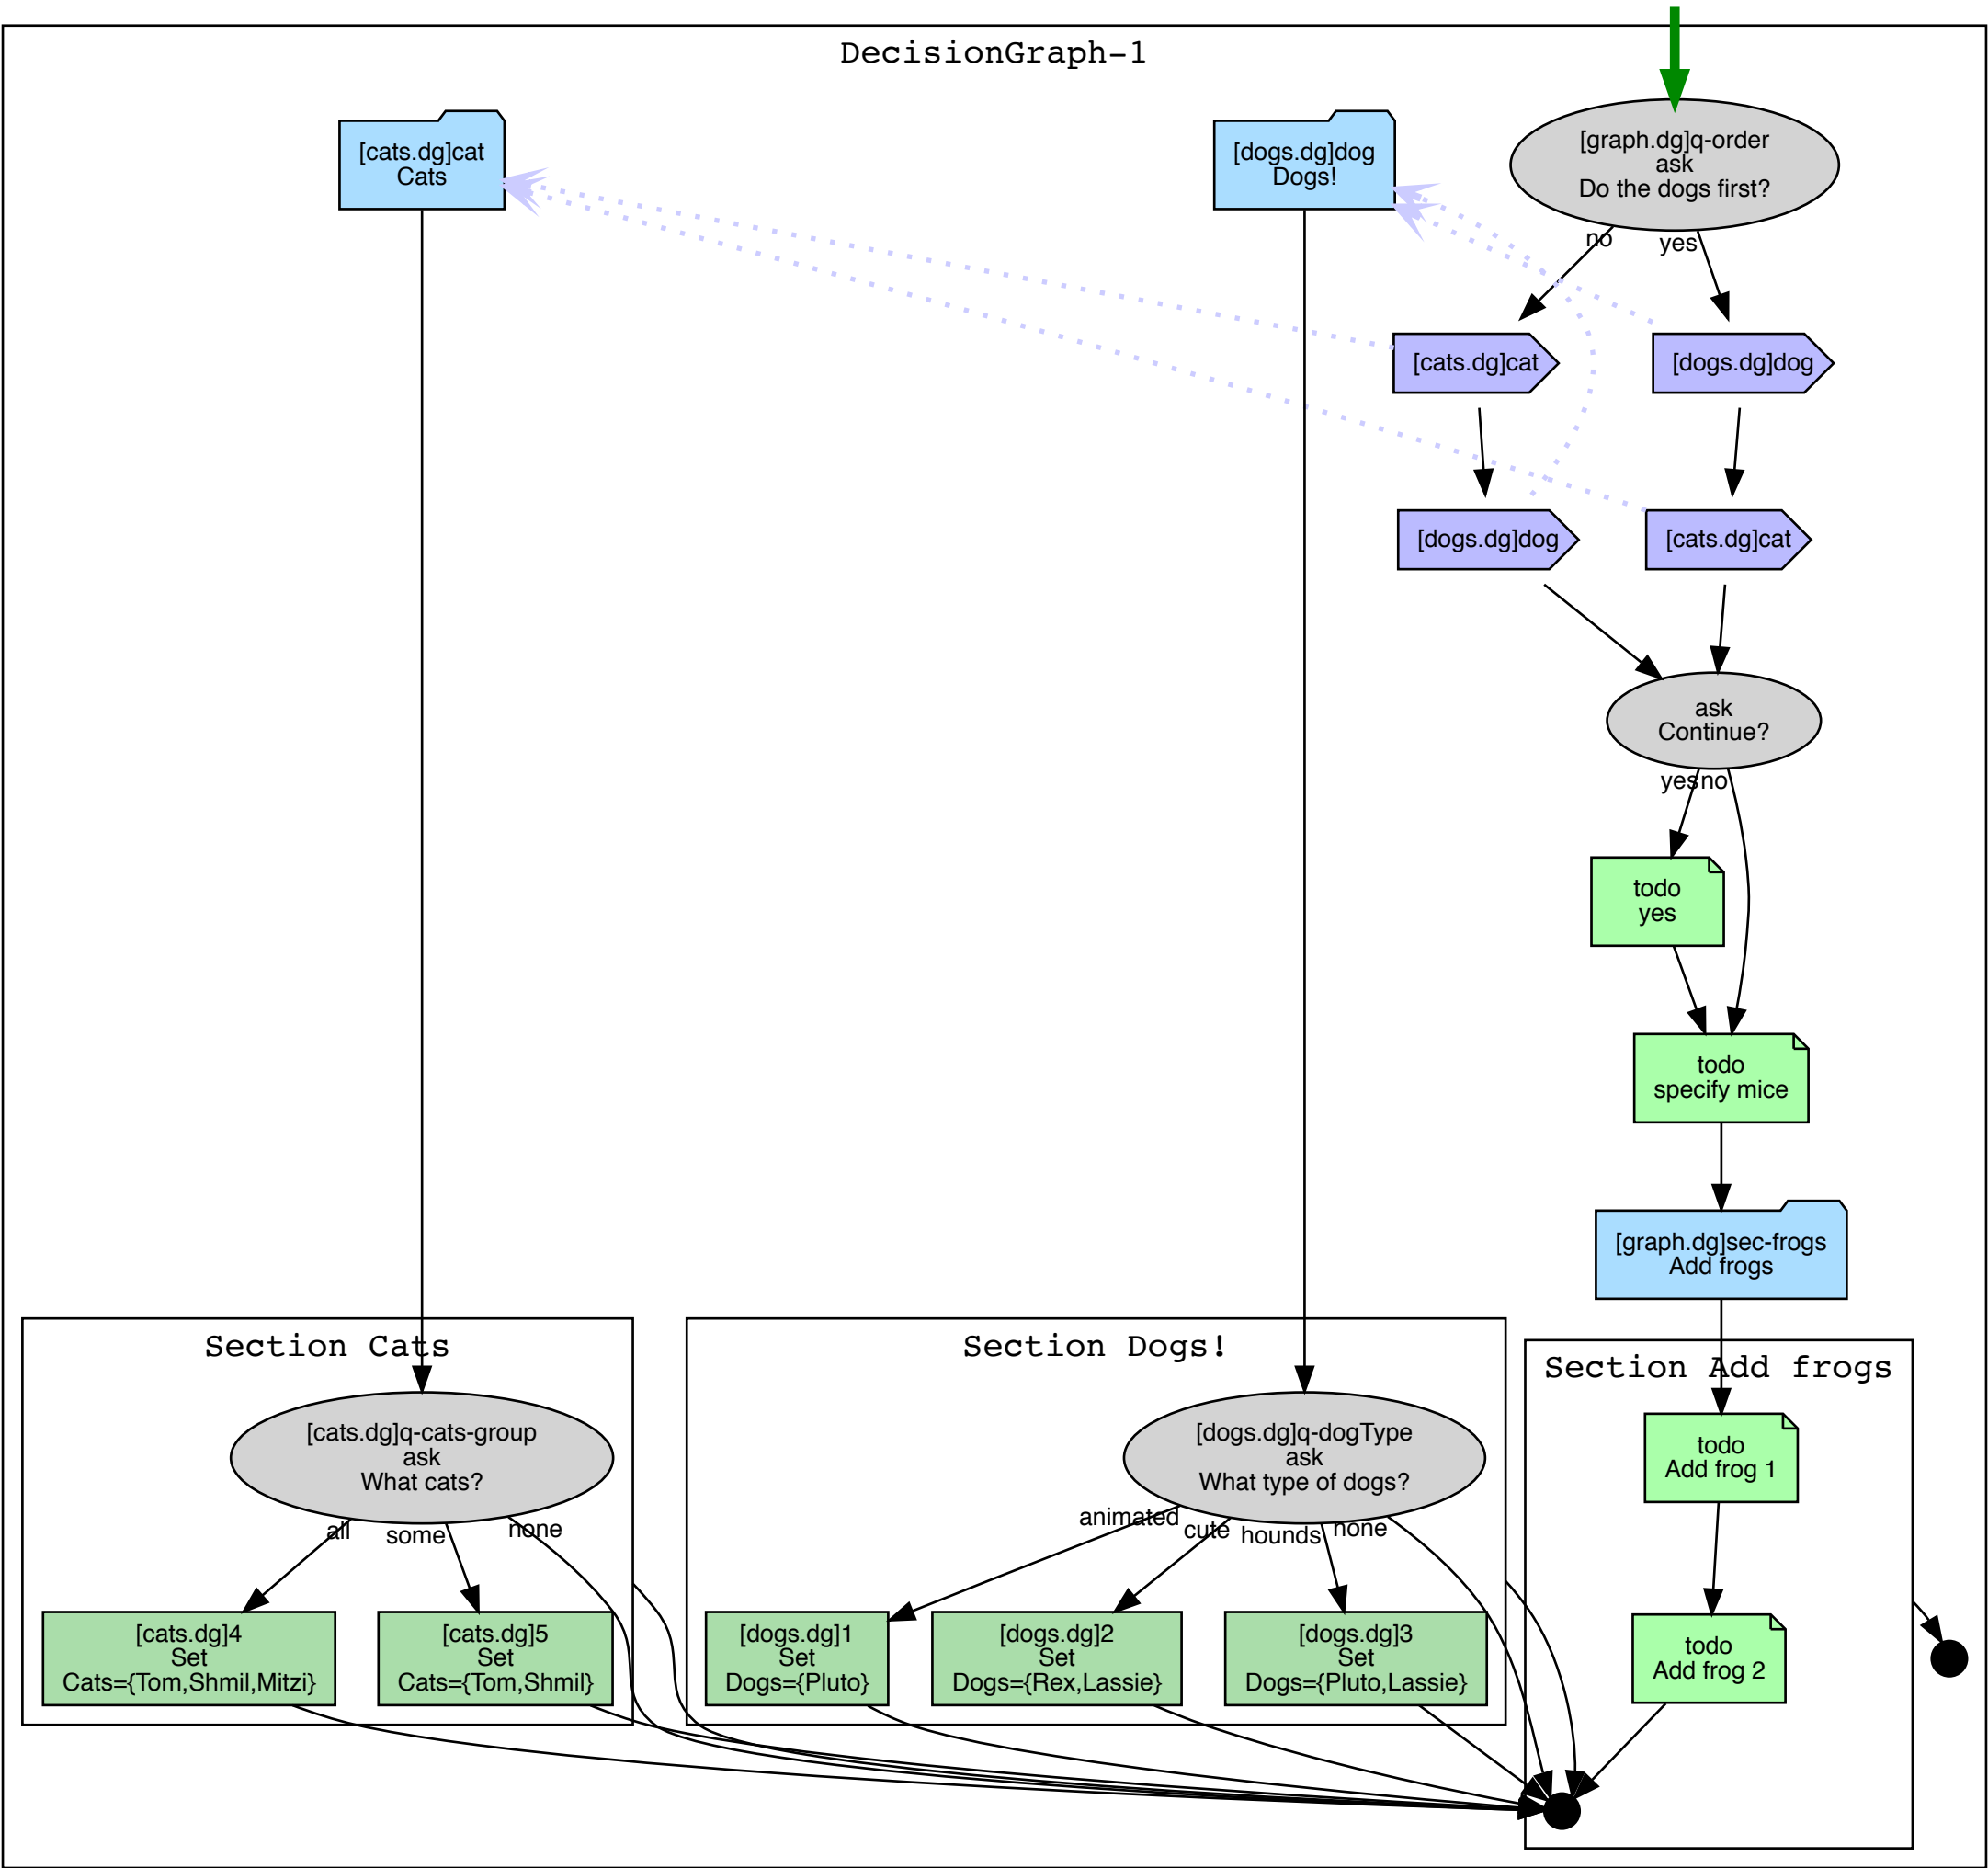 DecisionGraph-1
[cats.dg]cat
Cats
[dogs.dg]dog
Dogs!
[graph.dg]q-order
ask
Do the dogs first?
no
yes
[cats.dg]cat
[dogs.dg]dog
[dogs.dg]dog
[cats.dg]cat
ask
Continue?
yes
no
todo
yes
todo
specify mice
[graph.dg]sec-frogs
Add frogs
Section Cats
[cats.dg]q-cats-group
ask
What cats?
all
some
none
[cats.dg]4
Set
Cats={Tom,Shmil,Mitzi}
[cats.dg]5
Set
Cats={Tom,Shmil}
Section Dogs!
[dogs.dg]q-dogType
ask
What type of dogs?
animated
cute
hounds
none
[dogs.dg]1
Set
Dogs={Pluto}
[dogs.dg]2
Set
Dogs={Rex,Lassie}
[dogs.dg]3
Set
Dogs={Pluto,Lassie}
Section Add frogs
todo
Add frog 1
todo
Add frog 2